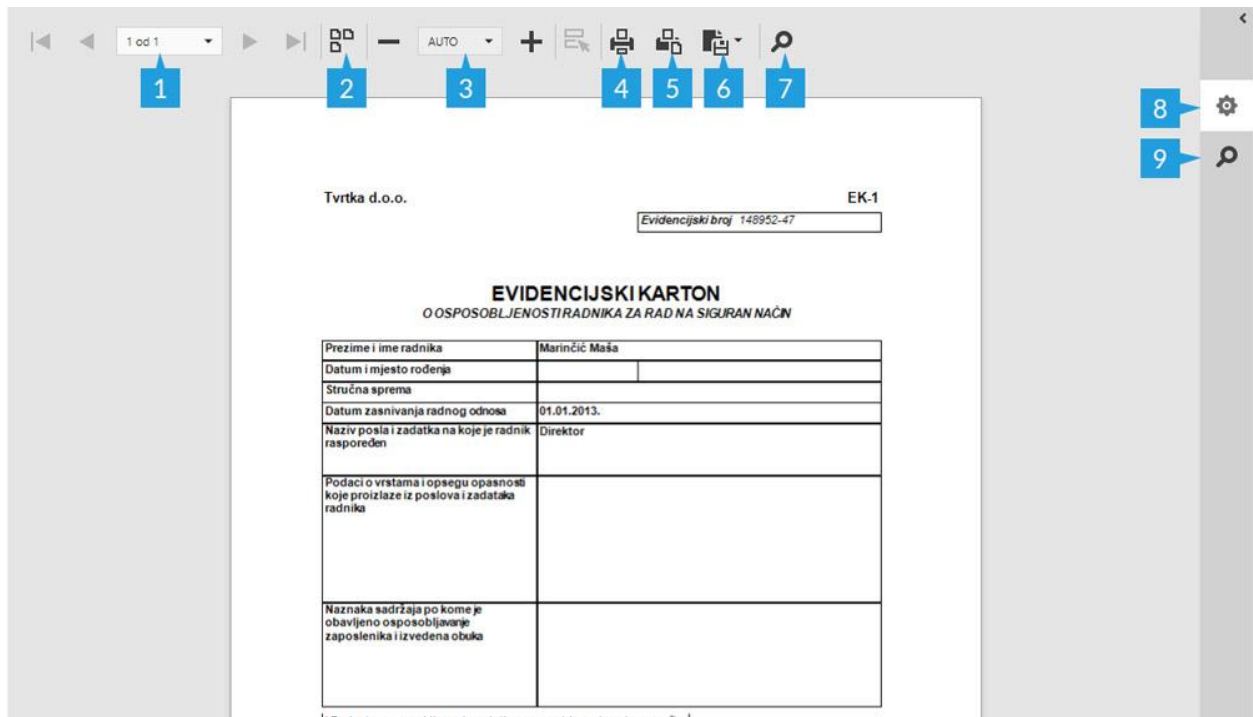 1 od 1
AUTO
1
2
3
4
5
6
7
8
9
Tvrtka d.o.o.
EK-1
Evidencijski broj 148952-47
EVIDENCIJSKI KARTON
O OSPOSOBLJENOSTI RADNIKA ZA RAD NA SIGURAN NAČIN
Prezime i ime radnika
Marinčić Maša
Datum i mjesto rođenja
Stručna sprema
Datum zasnivanja radnog odnosa
01.01.2013.
Naziv posla i zadatka na koje je radnik
raspoređen
Direktor
Podaci o vrstama i opsegu opasnosti
koje proizlaze iz poslova i zadataka
radnika
Naznaka sadržaja po kome je
obavljeno osposobljavanje
zaposlenika i izvedena obuka